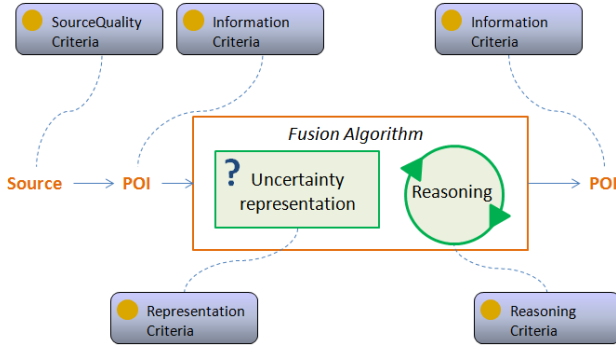 SourceQuality
Criteria
Information
Criteria
Information
Criteria
Fusion Algorithm
Source
POI
?
Uncertainty
representation
Reasoning
POI
Representation
Criteria
Reasoning
Criteria